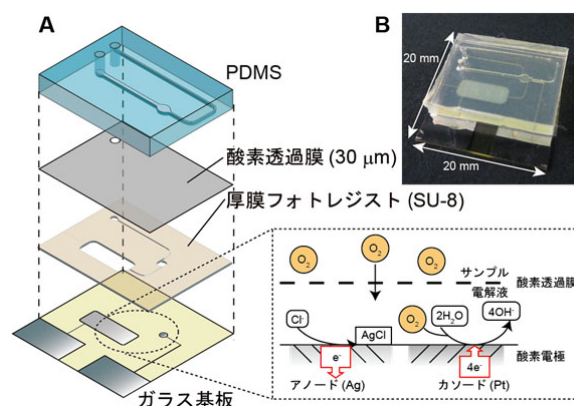 A
PDMS
酸素透過膜 (30 μm)
厚膜フォトレジスト (SU-8)
ガラス基板
B
20 mm
20 mm
O₂
O₂
O₂
サンプル
電解液
酸素透過膜
Cl⁻
AgCl
O₂
2H₂O
4OH⁻
酸素電極
e⁻
4e⁻
アノード (Ag)
カソード (Pt)